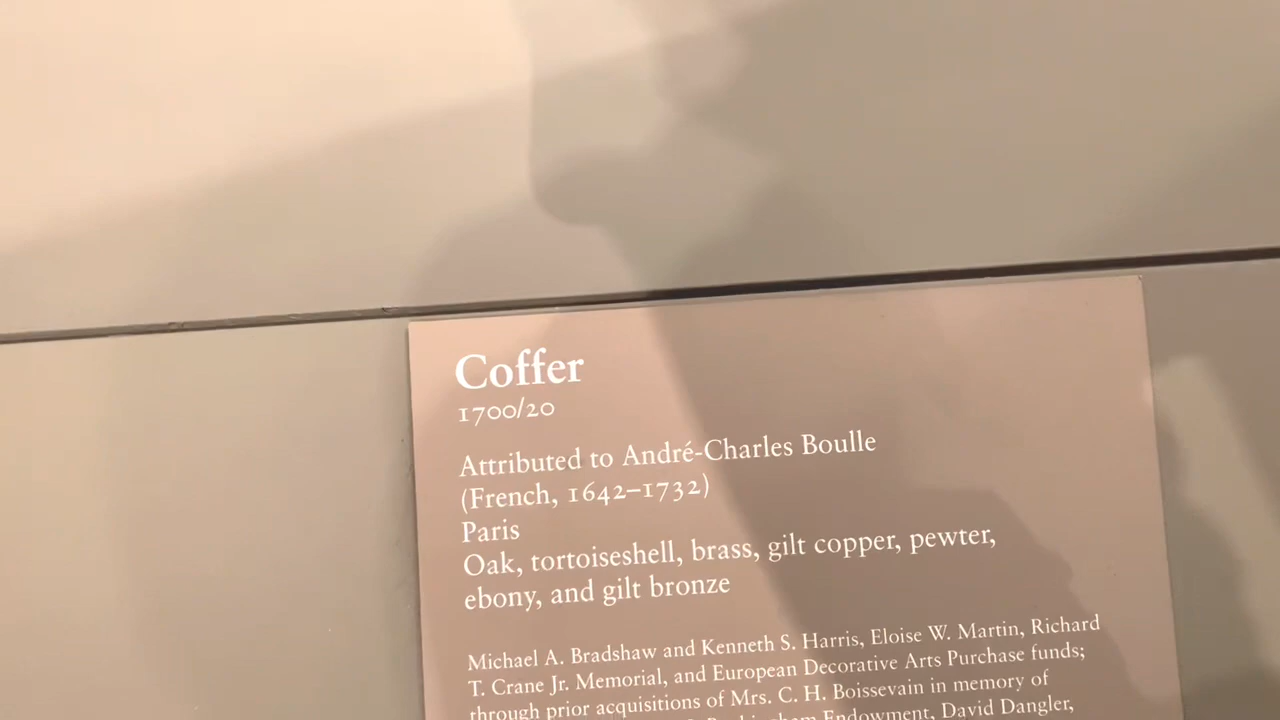 Coffer
1700/20
Attributed to André-Charles Boulle
(French, 1642–1732)
Paris
Oak, tortoiseshell, brass, gilt copper, pewter,
ebony, and gilt bronze
Michael A. Bradshaw and Kenneth S. Harris, Eloise W. Martin, Richard
T. Crane Jr. Memorial, and European Decorative Arts Purchase funds;
through prior acquisitions of Mrs. C. H. Boissevain in memory of
Endowment, David Dangler,